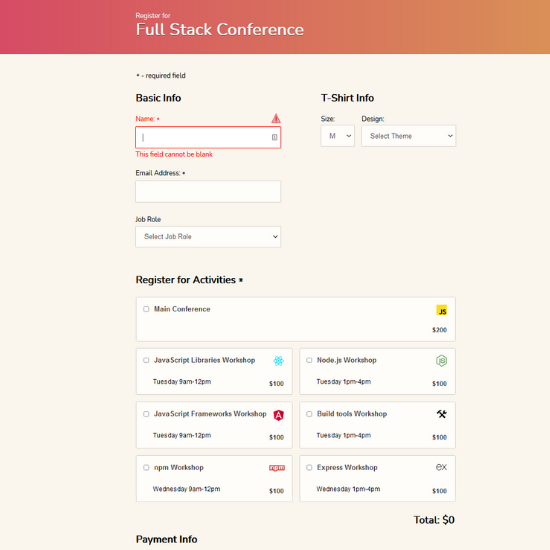 Register for
Full Stack Conference
* - required field
Basic Info
Name: *
This field cannot be blank
Email Address: *
Job Role
Select Job Role
T-Shirt Info
Size:
Design:
M
Select Theme
Register for Activities *
Main Conference
JS
$200
JavaScript Libraries Workshop
Tuesday 9am-12pm
$100
Node.js Workshop
JS
Tuesday 1pm-4pm
$100
JavaScript Frameworks Workshop
A
Tuesday 9am-12pm
$100
Build tools Workshop
Tuesday 1pm-4pm
$100
npm Workshop
npm
Wednesday 9am-12pm
$100
Express Workshop
ex
Wednesday 1pm-4pm
$100
Total: $0
Payment Info